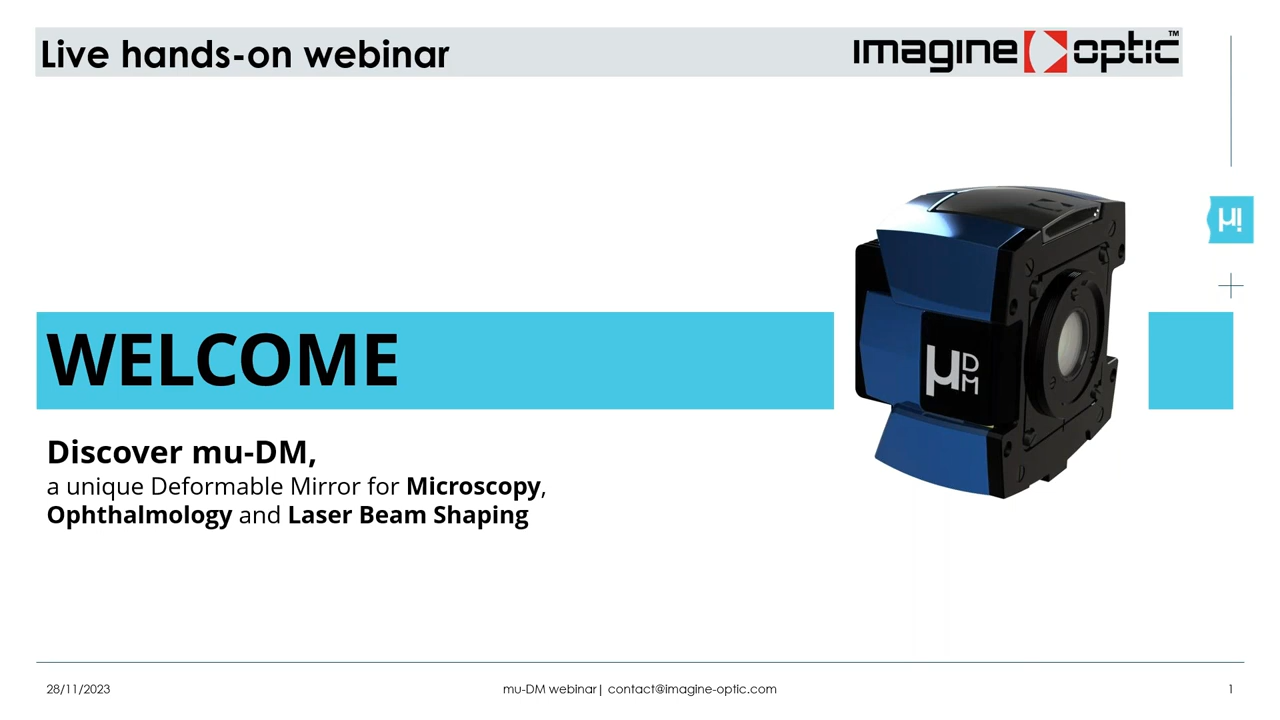 Live hands-on webinar
imagine optic™
µ!
WELCOME
µDM
Discover mu-DM,
a unique Deformable Mirror for Microscopy,
Ophthalmology and Laser Beam Shaping
28/11/2023
mu-DM webinar| contact@imagine-optic.com
1